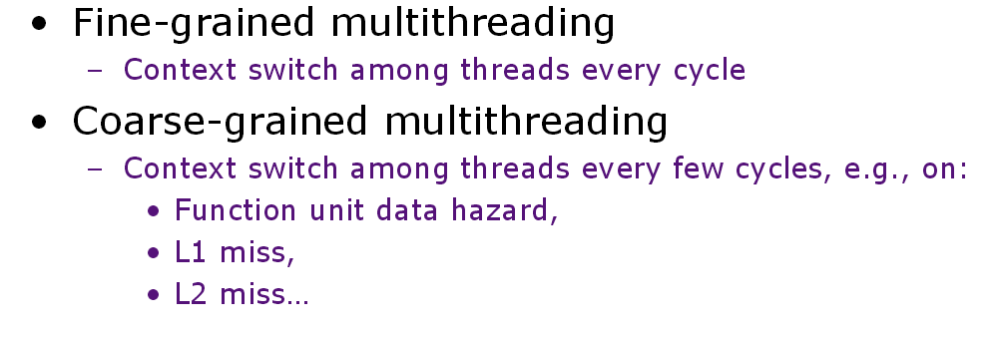 • Fine-grained multithreading
– Context switch among threads every cycle
• Coarse-grained multithreading
– Context switch among threads every few cycles, e.g., on:
• Function unit data hazard,
• L1 miss,
• L2 miss…